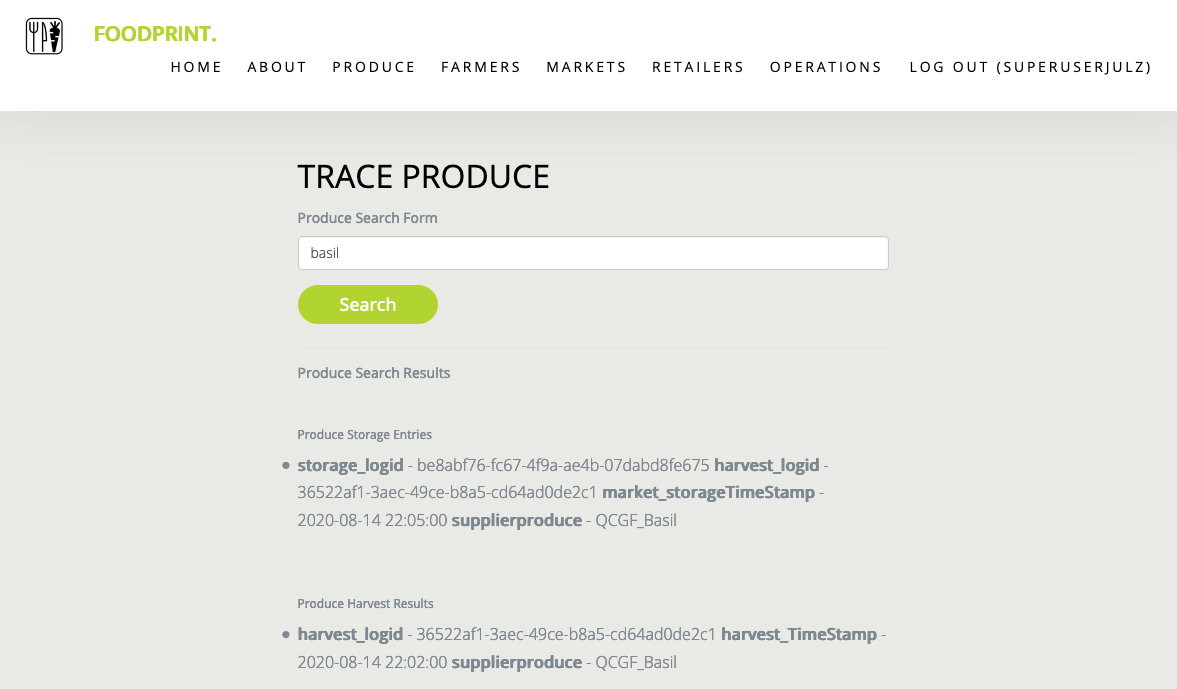 FOODPRINT.
HOME ABOUT PRODUCE FARMERS MARKETS RETAILERS OPERATIONS LOG OUT (SUPERUSERJULZ)
TRACE PRODUCE
Produce Search Form
basil
Search
Produce Search Results
Produce Storage Entries
storage_logid - be8abf76-fc67-4f9a-ae4b-07dabd8fe675 harvest_logid -
36522af1-3aec-49ce-b8a5-cd64ad0de2c1 market_storageTimeStamp -
2020-08-14 22:05:00 supplierproduce - QCGF_Basil
Produce Harvest Results
harvest_logid - 36522af1-3aec-49ce-b8a5-cd64ad0de2c1 harvest_TimeStamp -
2020-08-14 22:02:00 supplierproduce - QCGF_Basil